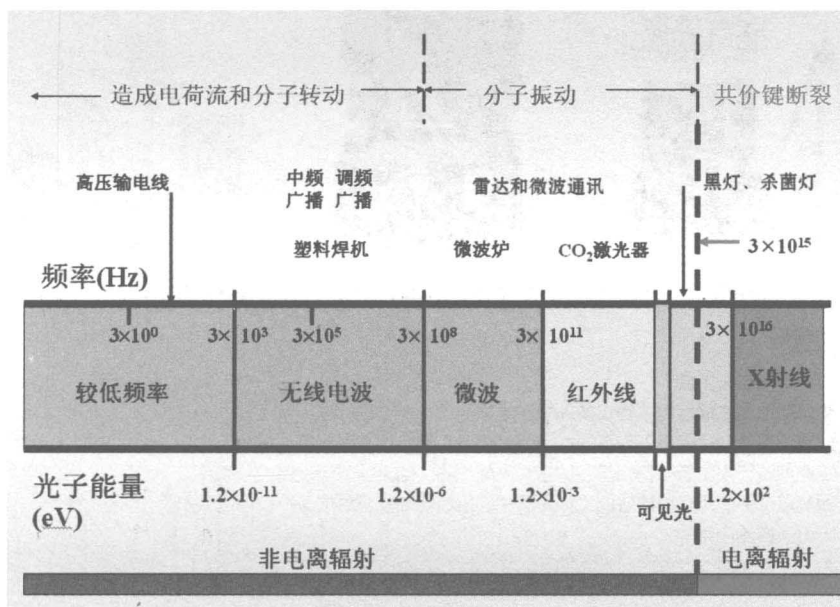 造成电荷流和分子转动
分子振动
共价键断裂
高压输电线
中频 调频
广播 广播
雷达和微波通讯
黑灯、杀菌灯
塑料焊机
微波炉
CO₂激光器
3×10¹⁵
频率(Hz)
3×10⁰
3× 10³
3×10⁵
3× 10⁸
3× 10¹¹
3× 10¹⁶
较低频率
无线电波
微波
红外线
X射线
光子能量
(eV)
1.2×10⁻¹¹
1.2×10⁻⁶
1.2×10⁻³
可见光
1.2×10²
非电离辐射
电离辐射